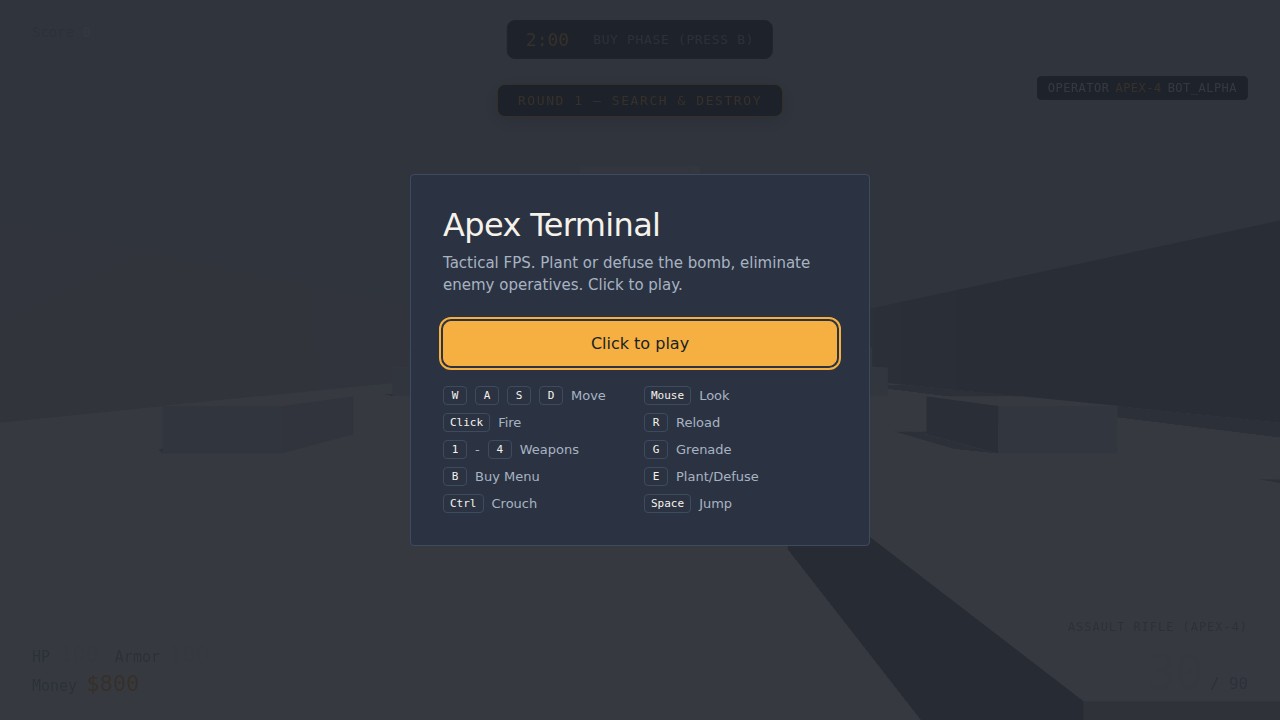 2:00 BUY PHASE (PRESS B)
ROUND 1 — SEARCH & DESTROY
OPERATOR APEX-4 BOT_ALPHA
Apex Terminal
Tactical FPS. Plant or defuse the bomb, eliminate
enemy operatives. Click to play.
Click to play
W A S D Move
Mouse Look
Click Fire
R Reload
1 - 4 Weapons
G Grenade
B Buy Menu
E Plant/Defuse
Ctrl Crouch
Space Jump
ASSAULT RIFLE (APEX-4)
HP Armor
Money $800
30 / 90